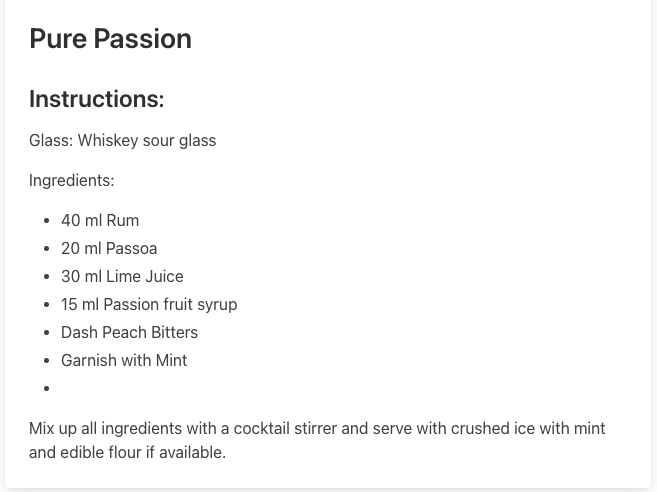 Pure Passion
Instructions:
Glass: Whiskey sour glass
Ingredients:
• 40 ml Rum
• 20 ml Passoa
• 30 ml Lime Juice
• 15 ml Passion fruit syrup
• Dash Peach Bitters
• Garnish with Mint
•
Mix up all ingredients with a cocktail stirrer and serve with crushed ice with mint
and edible flour if available.